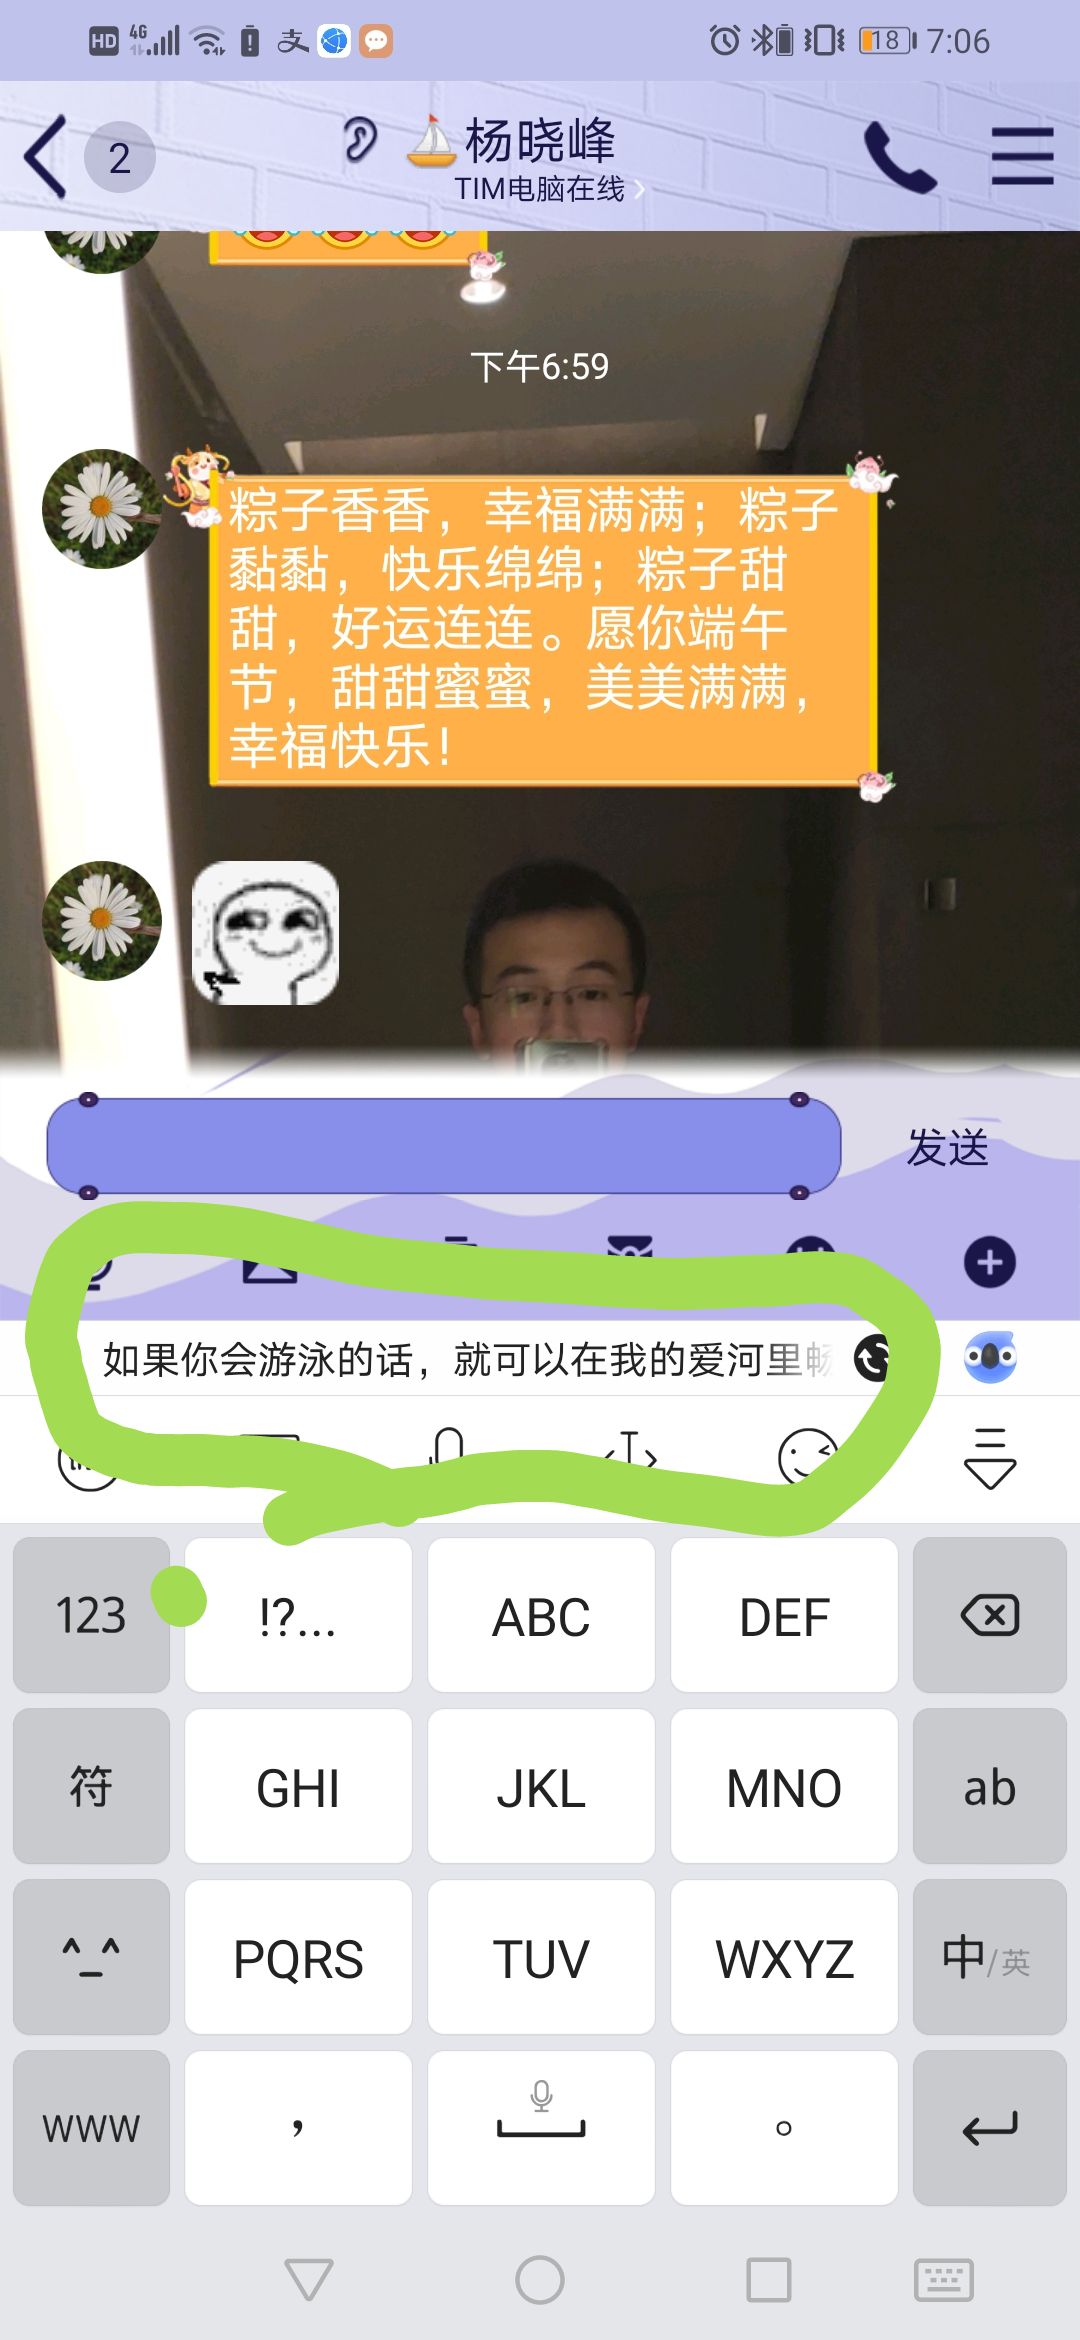 HD 4G 支 18 7:06
2
杨晓峰
TIM电脑在线
下午6:59
粽子香香，幸福满满；粽子
黏黏，快乐绵绵；粽子甜
甜，好运连连。愿你端午
节，甜甜蜜蜜，美美满满，
幸福快乐！
发送
如果你会游泳的话，就可以在我的爱河里畅
123 !?... ABC DEF
符 GHI JKL MNO ab
^_^ PQRS TUV WXYZ 中/英
WWW ， 。